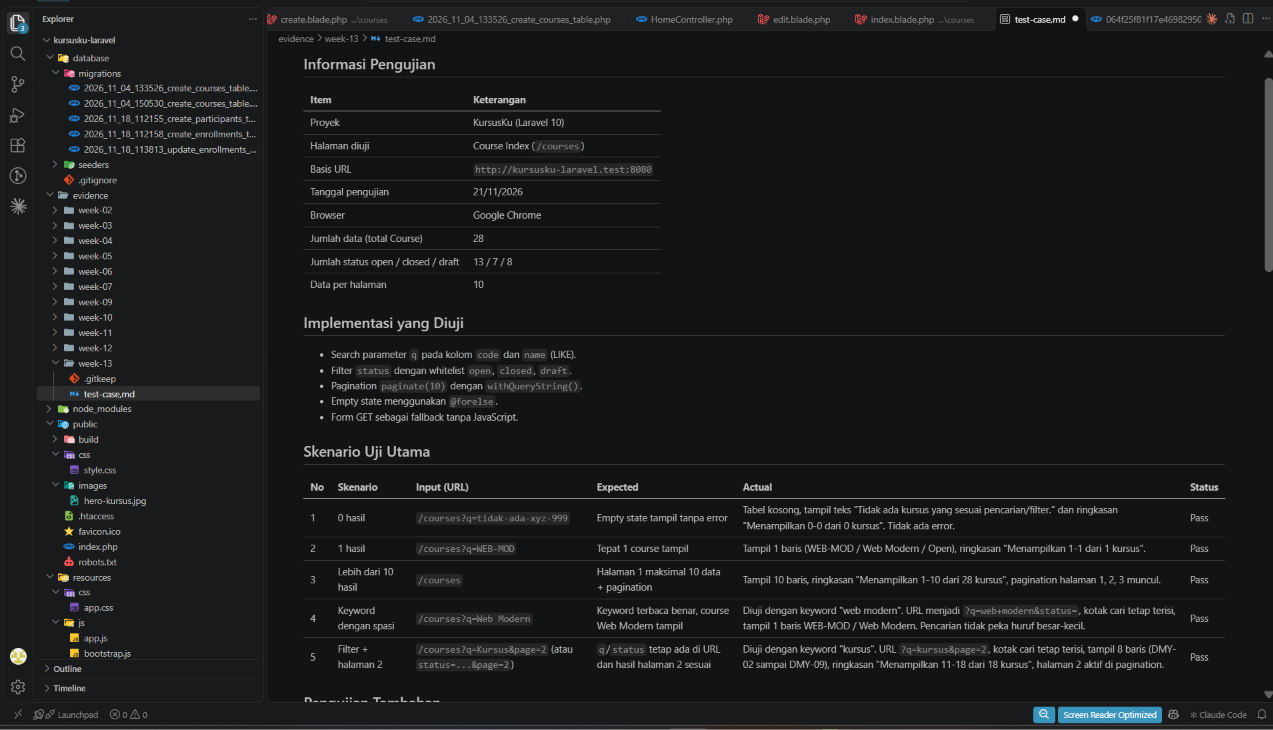 Explorer
create.blade.php ...\courses
2026_11_04_133526_create_courses_table.php
HomeController.php
edit.blade.php
index.blade.php ...\courses
test-case.md
064f25f81f17e46982950
3
kursusku-laravel
database
migrations
2026_11_04_133526_create_courses_table....
2026_11_04_150530_create_courses_table....
2026_11_18_112155_create_participants_t...
2026_11_18_112158_create_enrollments_t...
2026_11_18_113813_update_enrollments_...
seeders
.gitignore
evidence
week-02
week-03
week-04
week-05
week-06
week-07
week-09
week-10
week-11
week-12
week-13
.gitkeep
test-case.md
node_modules
public
build
css
style.css
images
hero-kursus.jpg
.htaccess
favicon.ico
index.php
robots.txt
resources
css
app.css
js
app.js
bootstrap.js
Outline
Timeline
evidence > week-13 > test-case.md
Informasi Pengujian
Item Keterangan
Proyek KursusKu (Laravel 10)
Halaman diuji Course Index (/courses)
Basis URL http://kursusku-laravel.test:8080
Tanggal pengujian 21/11/2026
Browser Google Chrome
Jumlah data (total Course) 28
Jumlah status open / closed / draft 13 / 7 / 8
Data per halaman 10
Implementasi yang Diuji
• Search parameter q pada kolom code dan name (LIKE).
• Filter status dengan whitelist open, closed, draft.
• Pagination paginate(10) dengan withQueryString().
• Empty state menggunakan @forelse.
• Form GET sebagai fallback tanpa JavaScript.
Skenario Uji Utama
No Skenario Input (URL) Expected Actual Status
1 0 hasil /courses?q=tidak-ada-xyz-999 Empty state tampil tanpa error Tabel kosong, tampil teks "Tidak ada kursus yang sesuai pencarian/filter." dan ringkasan
"Menampilkan 0-0 dari 0 kursus". Tidak ada error. Pass
2 1 hasil /courses?q=WEB-MOD Tepat 1 course tampil Tampil 1 baris (WEB-MOD / Web Modern / Open), ringkasan "Menampilkan 1-1 dari 1 kursus". Pass
3 Lebih dari 10 hasil /courses Halaman 1 maksimal 10 data + pagination Tampil 10 baris, ringkasan "Menampilkan 1-10 dari 28 kursus", pagination halaman 1, 2, 3 muncul. Pass
4 Keyword dengan spasi /courses?q=Web Modern Keyword terbaca benar, course Web Modern tampil Diuji dengan keyword "web modern". URL menjadi ?q=web+modern&status=, kotak cari tetap terisi,
tampil 1 baris WEB-MOD / Web Modern. Pencarian tidak peka huruf besar-kecil. Pass
5 Filter + halaman 2 /courses?q=Kursus&page=2 (atau status=...&page=2) q/status tetap ada di URL dan hasil halaman 2 sesuai Diuji dengan keyword "kursus". URL ?q=kursus&page=2, kotak cari tetap terisi, tampil 8 baris (DMY-
02 sampai DMY-09), ringkasan "Menampilkan 11-18 dari 18 kursus", halaman 2 aktif di pagination. Pass
Pengujian Tambahan
Launchpad 0 0
Screen Reader Optimized
Claude Code